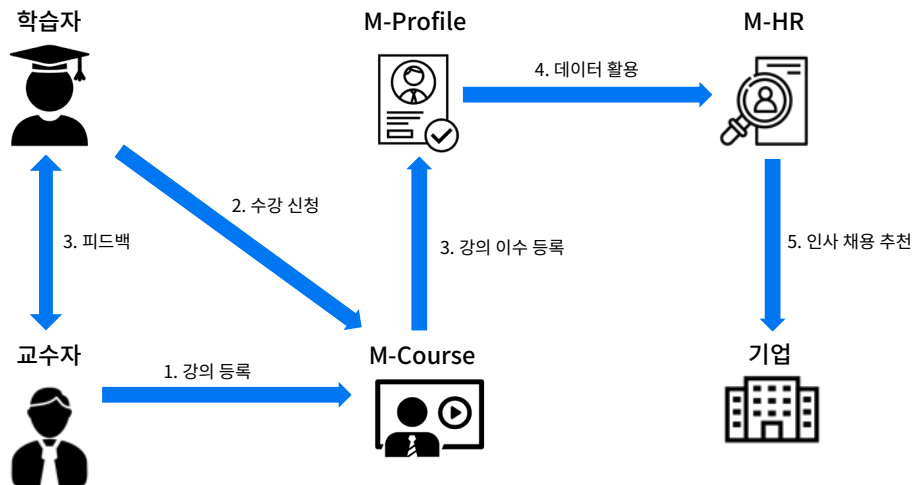 학습자
M-Profile
M-HR
4. 데이터 활용
2. 수강 신청
3. 피드백
3. 강의 이수 등록
5. 인사 채용 추천
교수자
M-Course
기업
1. 강의 등록